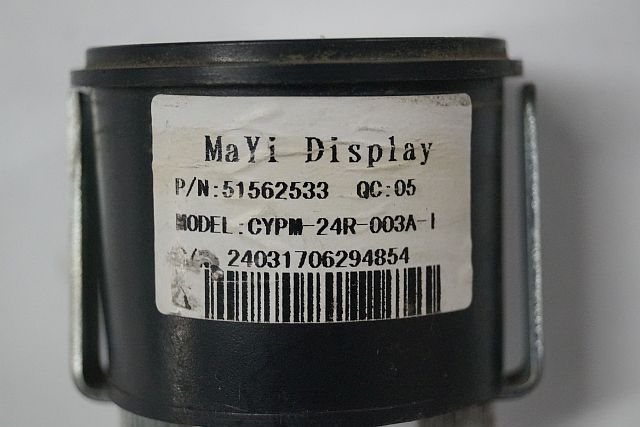 MaYi Display
P/N:51562533 QC:05
MODEL:CYPM-24R-003A-I
24031706294854